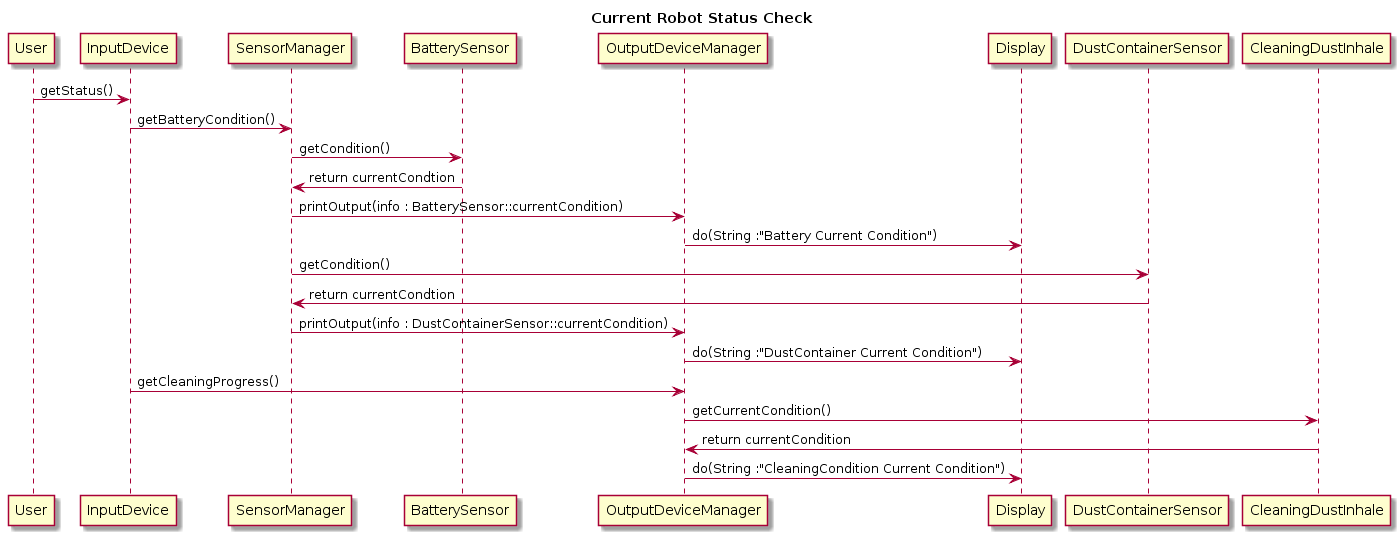 Current Robot Status Check
User InputDevice SensorManager BatterySensor OutputDeviceManager Display DustContainerSensor CleaningDustInhale
getStatus()
getBatteryCondition()
getCondition()
return currentCondtion
printOutput(info : BatterySensor::currentCondition)
do(String :"Battery Current Condition")
getCondition()
return currentCondtion
printOutput(info : DustContainerSensor::currentCondition)
do(String :"DustContainer Current Condition")
getCleaningProgress()
getCurrentCondition()
return currentCondition
do(String :"CleaningCondition Current Condition")
User InputDevice SensorManager BatterySensor OutputDeviceManager Display DustContainerSensor CleaningDustInhale